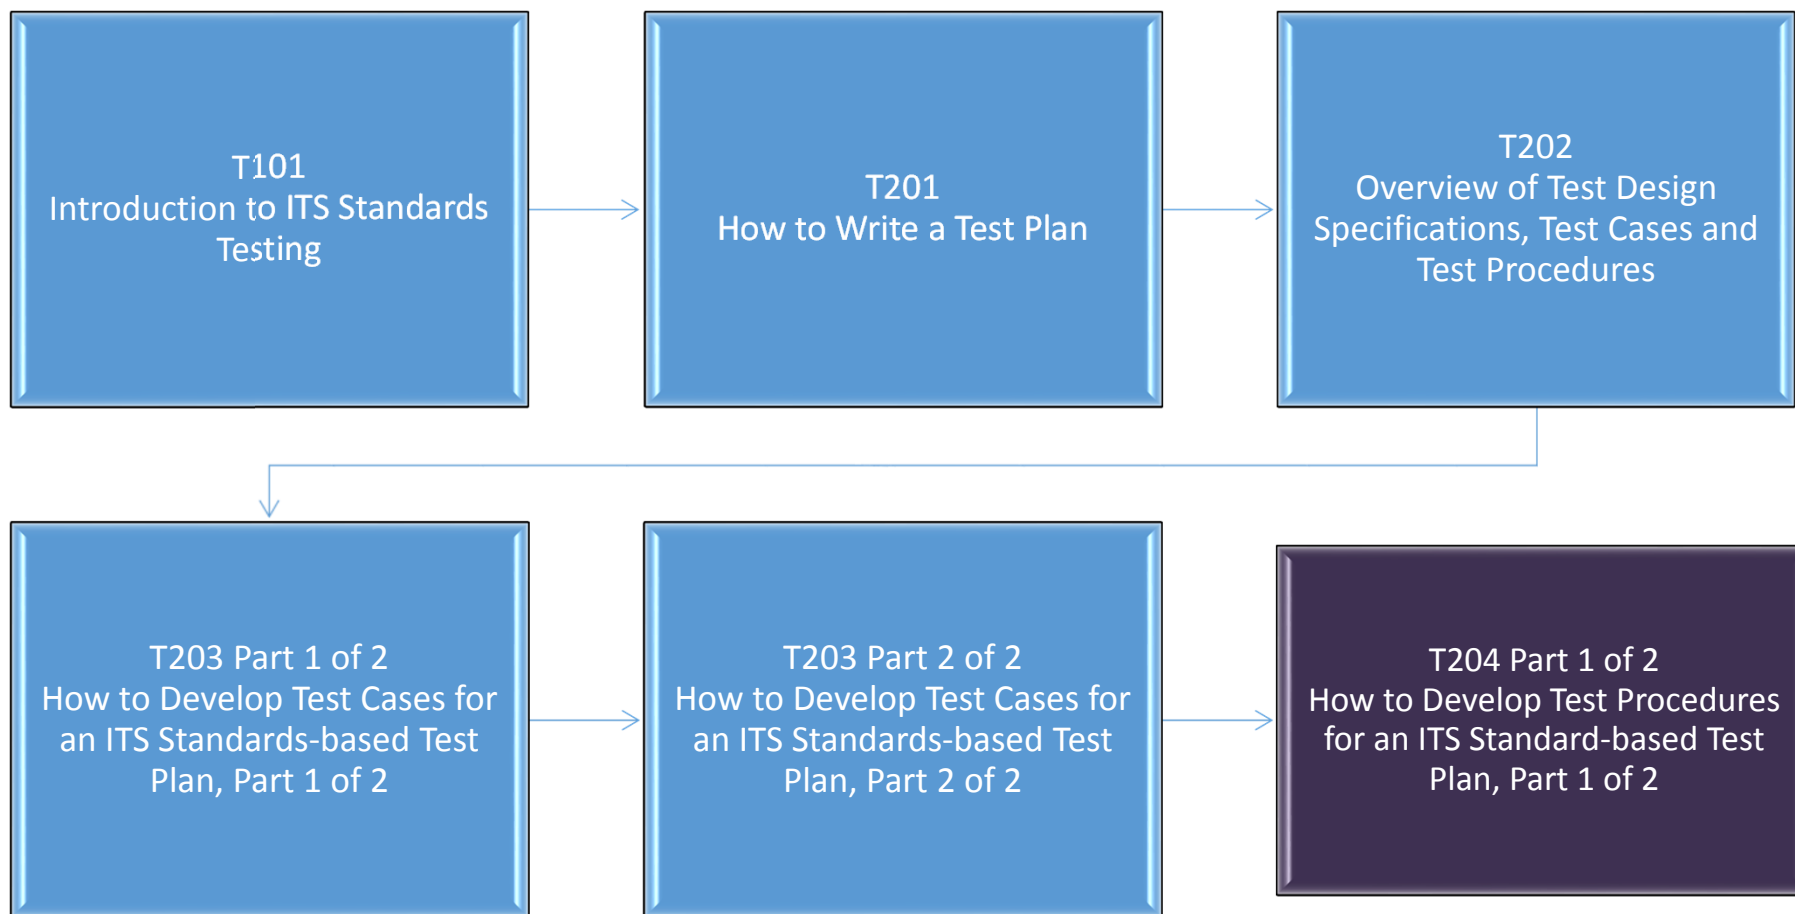 T101
Introduction to ITS Standards
Testing
T201
How to Write a Test Plan
T202
Overview of Test Design
Specifications, Test Cases and
Test Procedures
T203 Part 1 of 2
How to Develop Test Cases for
an ITS Standards-based Test
Plan, Part 1 of 2
T203 Part 2 of 2
How to Develop Test Cases for
an ITS Standards-based Test
Plan, Part 2 of 2
T204 Part 1 of 2
How to Develop Test Procedures
for an ITS Standard-based Test
Plan, Part 1 of 2